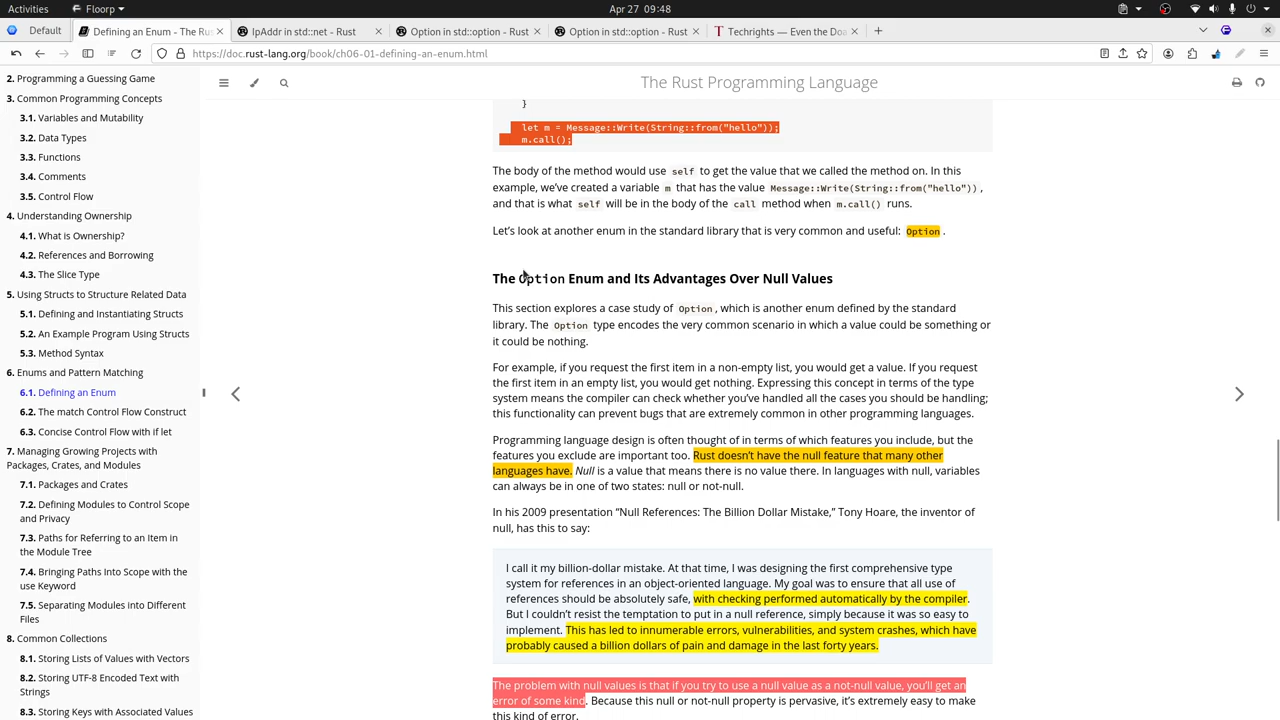 Activities
Floorp
Apr 27 09:48
Default
Defining an Enum - The Ru
IpAddr in std::net - Rust
Option in std::option - Rust
Option in std::option - Rust
Techrights — Even the Doa
https://doc.rust-lang.org/book/ch06-01-defining-an-enum.html
2. Programming a Guessing Game
3. Common Programming Concepts
3.1. Variables and Mutability
3.2. Data Types
3.3. Functions
3.4. Comments
3.5. Control Flow
4. Understanding Ownership
4.1. What is Ownership?
4.2. References and Borrowing
4.3. The Slice Type
5. Using Structs to Structure Related Data
5.1. Defining and Instantiating Structs
5.2. An Example Program Using Structs
5.3. Method Syntax
6. Enums and Pattern Matching
6.1. Defining an Enum
6.2. The match Control Flow Construct
6.3. Concise Control Flow with if let
7. Managing Growing Projects with
Packages, Crates, and Modules
7.1. Packages and Crates
7.2. Defining Modules to Control Scope
and Privacy
7.3. Paths for Referring to an Item in
the Module Tree
7.4. Bringing Paths Into Scope with the
use Keyword
7.5. Separating Modules into Different
Files
8. Common Collections
8.1. Storing Lists of Values with Vectors
8.2. Storing UTF-8 Encoded Text with
Strings
8.3. Storing Keys with Associated Values
The Rust Programming Language
}
let m = Message::Write(String::from("hello"));
m.call();
The body of the method would use self to get the value that we called the method on. In this
example, we’ve created a variable m that has the value Message::Write(String::from("hello")),
and that is what self will be in the body of the call method when m.call() runs.
Let’s look at another enum in the standard library that is very common and useful: Option.
The Option Enum and Its Advantages Over Null Values
This section explores a case study of Option, which is another enum defined by the standard
library. The Option type encodes the very common scenario in which a value could be something or
it could be nothing.
For example, if you request the first item in a non-empty list, you would get a value. If you request
the first item in an empty list, you would get nothing. Expressing this concept in terms of the type
system means the compiler can check whether you’ve handled all the cases you should be handling;
this functionality can prevent bugs that are extremely common in other programming languages.
Programming language design is often thought of in terms of which features you include, but the
features you exclude are important too. Rust doesn’t have the null feature that many other
languages have. Null is a value that means there is no value there. In languages with null, variables
can always be in one of two states: null or not-null.
In his 2009 presentation “Null References: The Billion Dollar Mistake,” Tony Hoare, the inventor of
null, has this to say:
I call it my billion-dollar mistake. At that time, I was designing the first comprehensive type
system for references in an object-oriented language. My goal was to ensure that all use of
references should be absolutely safe, with checking performed automatically by the compiler.
But I couldn’t resist the temptation to put in a null reference, simply because it was so easy to
implement. This has led to innumerable errors, vulnerabilities, and system crashes, which have
probably caused a billion dollars of pain and damage in the last forty years.
The problem with null values is that if you try to use a null value as a not-null value, you’ll get an
error of some kind. Because this null or not-null property is pervasive, it’s extremely easy to make
this kind of error.